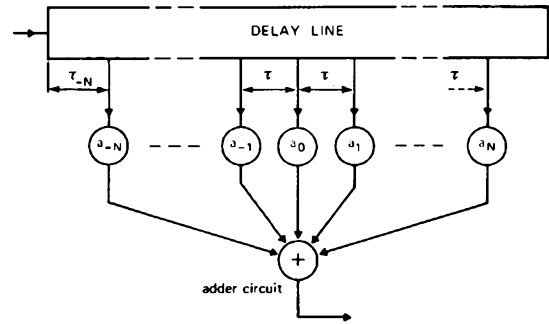 DELAY LINE
τ₋N τ τ τ
a₋N a₋1 a0 a1 aN
+
adder circuit